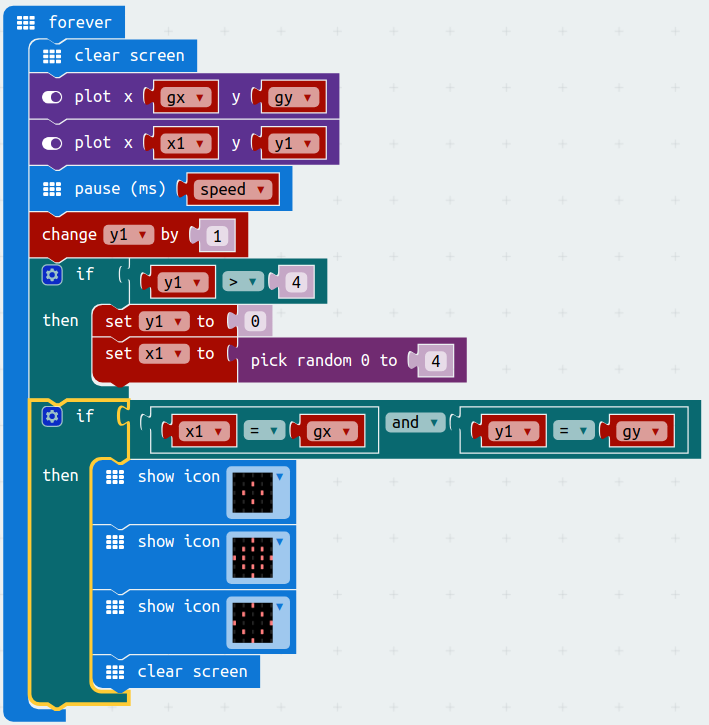 forever
clear screen
plot x gx y gy
plot x x1 y y1
pause (ms) speed
change y1 by 1
if y1 > 4
then set y1 to 0
set x1 to pick random 0 to 4
if x1 = gx and y1 = gy
then show icon
show icon
show icon
clear screen